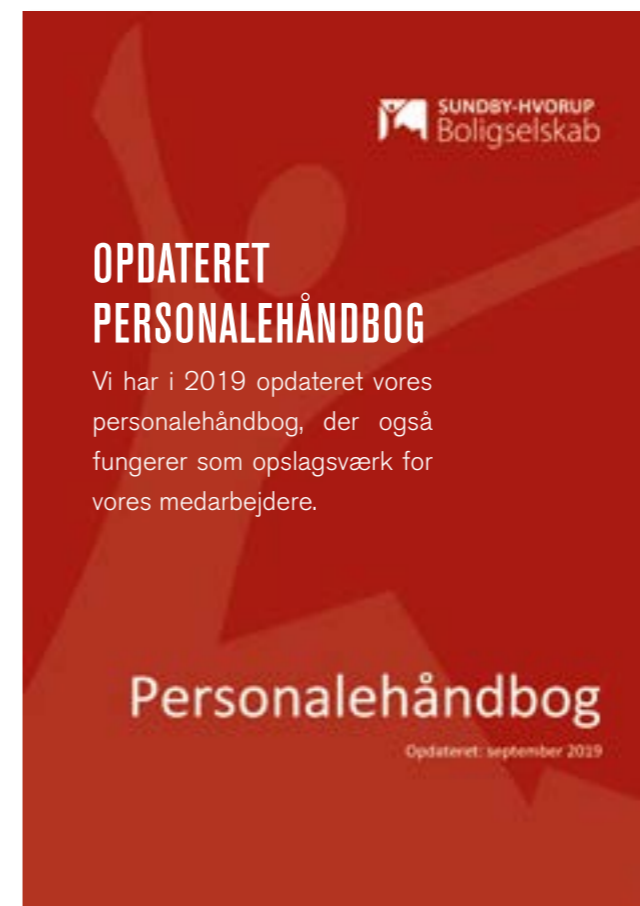 SUNDBY-HVORUP
Boligselskab
OPDATERET
PERSONALEHÅNDBOG
Vi har i 2019 opdateret vores
personalehåndbog, der også
fungerer som opslagsværk for
vores medarbejdere.
Personalehåndbog
Opdateret: september 2019